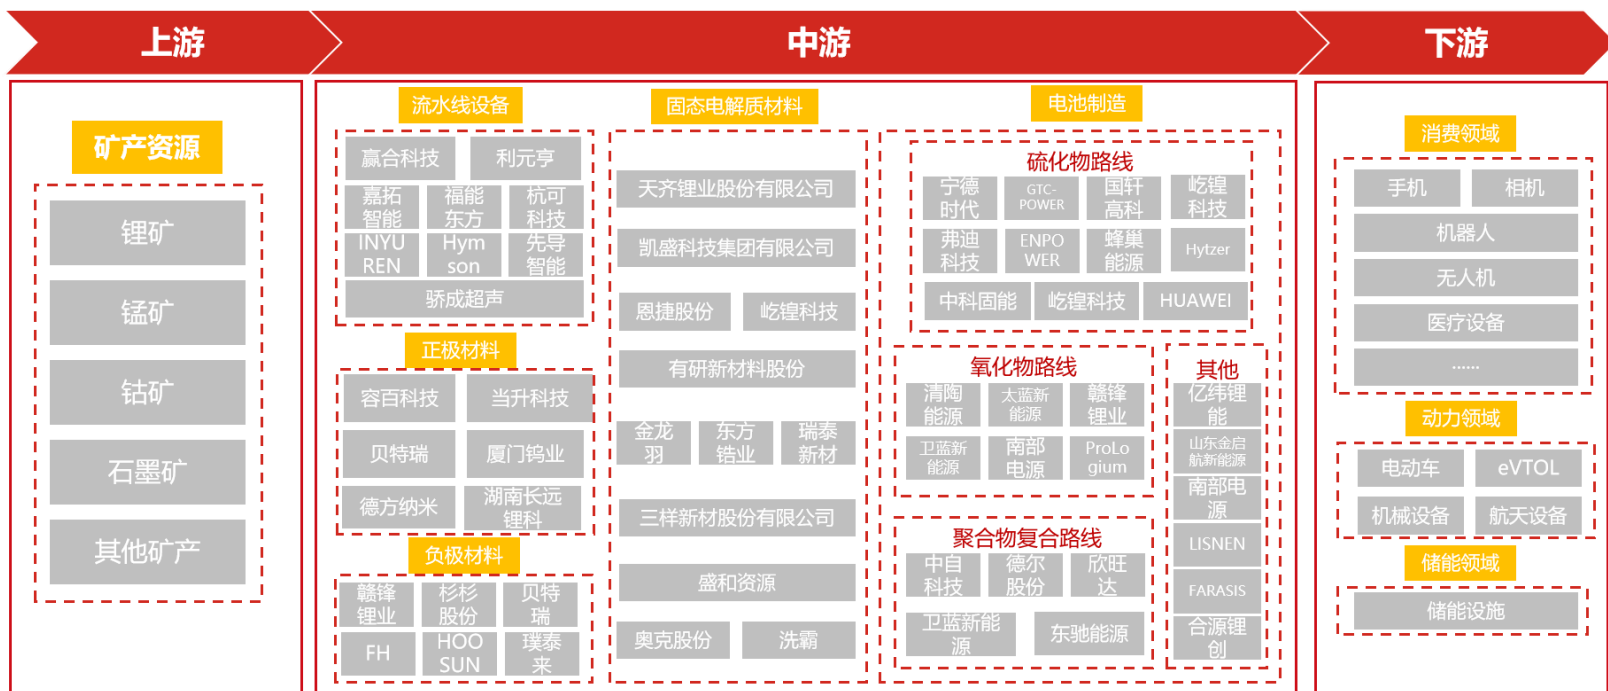 上游
中游
下游
矿产资源
锂矿
锰矿
钴矿
石墨矿
其他矿产
流水线设备
赢合科技
利元亨
嘉拓
智能
福能
东方
杭可
科技
INYU
REN
Hym
son
先导
智能
骄成超声
正极材料
容百科技
当升科技
贝特瑞
厦门钨业
德方纳米
湖南长远
锂科
负极材料
赣锋
锂业
杉杉
股份
贝特
瑞
FH
HOO
SUN
璞泰
来
固态电解质材料
天齐锂业股份有限公司
凯盛科技集团有限公司
恩捷股份
屹锽科技
有研新材料股份
金龙
羽
东方
锆业
瑞泰
新材
三样新材股份有限公司
盛和资源
奥克股份
洗霸
电池制造
硫化物路线
宁德
时代
GTC-
POWER
国轩
高科
屹锽
科技
弗迪
科技
ENPO
WER
蜂巢
能源
Hytzer
中科固能
屹锽科技
HUAWEI
氧化物路线
清陶
能源
太蓝新
能源
赣锋
锂业
卫蓝新
能源
南部
电源
ProLo
gium
聚合物复合路线
中自
科技
德尔
股份
欣旺
达
卫蓝新能
源
东驰能源
其他
亿纬锂
能
山东金启
航新能源
南部电
源
LISNEN
FARASIS
合源锂
创
消费领域
手机
相机
机器人
无人机
医疗设备
……
动力领域
电动车
eVTOL
机械设备
航天设备
储能领域
储能设施